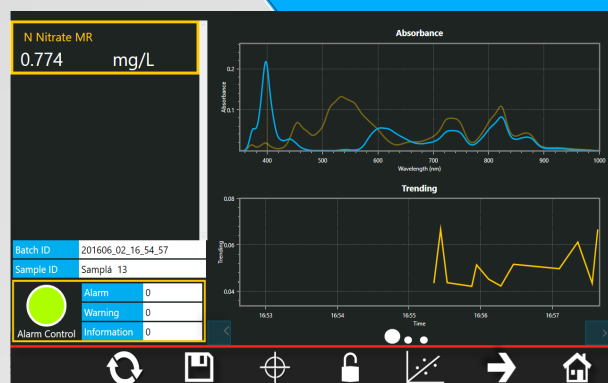 N Nitrate MR
0.774 mg/L
Batch ID 201606_02_16_54_57
Sample ID Samplá 13
Alarm 0
Warning 0
Information 0
Alarm Control
Absorbance
Absorbance
0.2
0.1
400 500 600 700 800 900 1000
Wavelength (nm)
Trending
Trending
0.08
0.06
0.04
16:53 16:54 16:55 16:56 16:57
Time